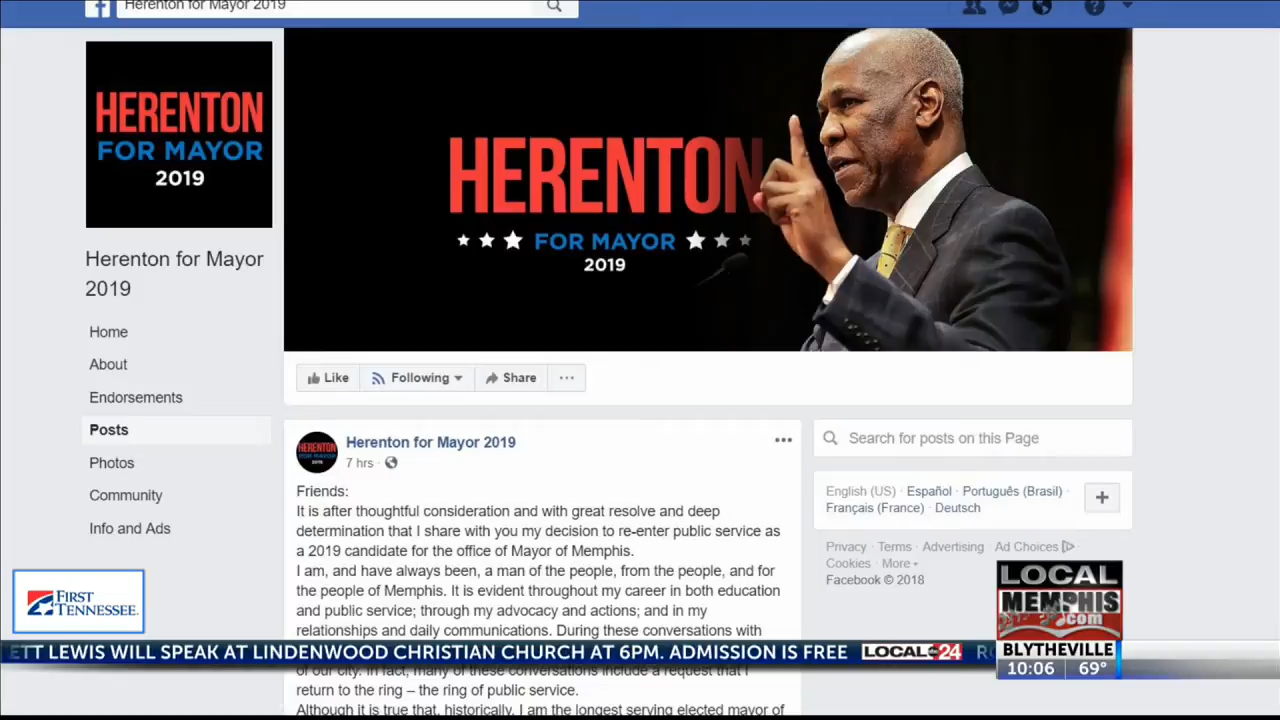 Herenton for Mayor 2019
HERENTON
FOR MAYOR
2019
HERENTON
FOR MAYOR
2019
Herenton for Mayor
2019
Home
About
Endorsements
Posts
Photos
Community
Info and Ads
Like
Following
Share
Herenton for Mayor 2019
7 hrs
Friends:
It is after thoughtful consideration and with great resolve and deep
determination that I share with you my decision to re-enter public service as
a 2019 candidate for the office of Mayor of Memphis.
I am, and have always been, a man of the people, from the people, and for
the people of Memphis. It is evident throughout my career in both education
and public service; through my advocacy and actions; and in my
relationships and daily communications. During these conversations with
of our city. In fact, many of these conversations include a request that I
return to the ring – the ring of public service.
Although it is true that, historically, I am the longest serving elected mayor of
Search for posts on this Page
English (US) · Español · Português (Brasil) ·
Français (France) · Deutsch
Privacy · Terms · Advertising · Ad Choices
Cookies · More
Facebook © 2018
FIRST
TENNESSEE
LOCAL
MEMPHIS
.com
BLYTHEVILLE
10:06 69°
ETT LEWIS WILL SPEAK AT LINDENWOOD CHRISTIAN CHURCH AT 6PM. ADMISSION IS FREE LOCAL abc 24